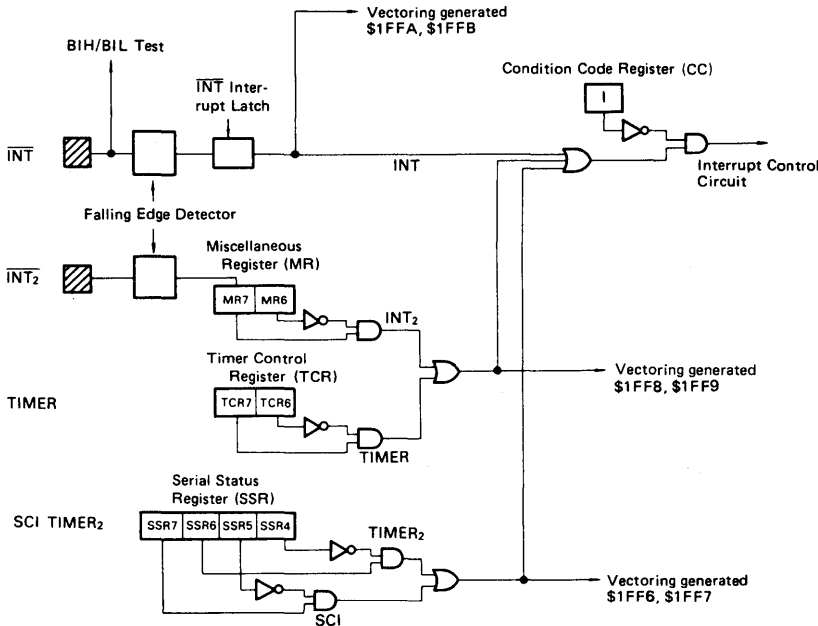 Vectoring generated
$1FFA, $1FFB
BIH/BIL Test
Condition Code Register (CC)
INT Inter-
rupt Latch
I
INT
INT
Interrupt Control
Circuit
Falling Edge Detector
Miscellaneous
Register (MR)
INT2
MR7 MR6
INT2
Timer Control
Register (TCR)
Vectoring generated
$1FF8, $1FF9
TIMER
TCR7 TCR6
TIMER
Serial Status
Register (SSR)
SCI TIMER2
SSR7 SSR6 SSR5 SSR4
TIMER2
Vectoring generated
$1FF6, $1FF7
SCI